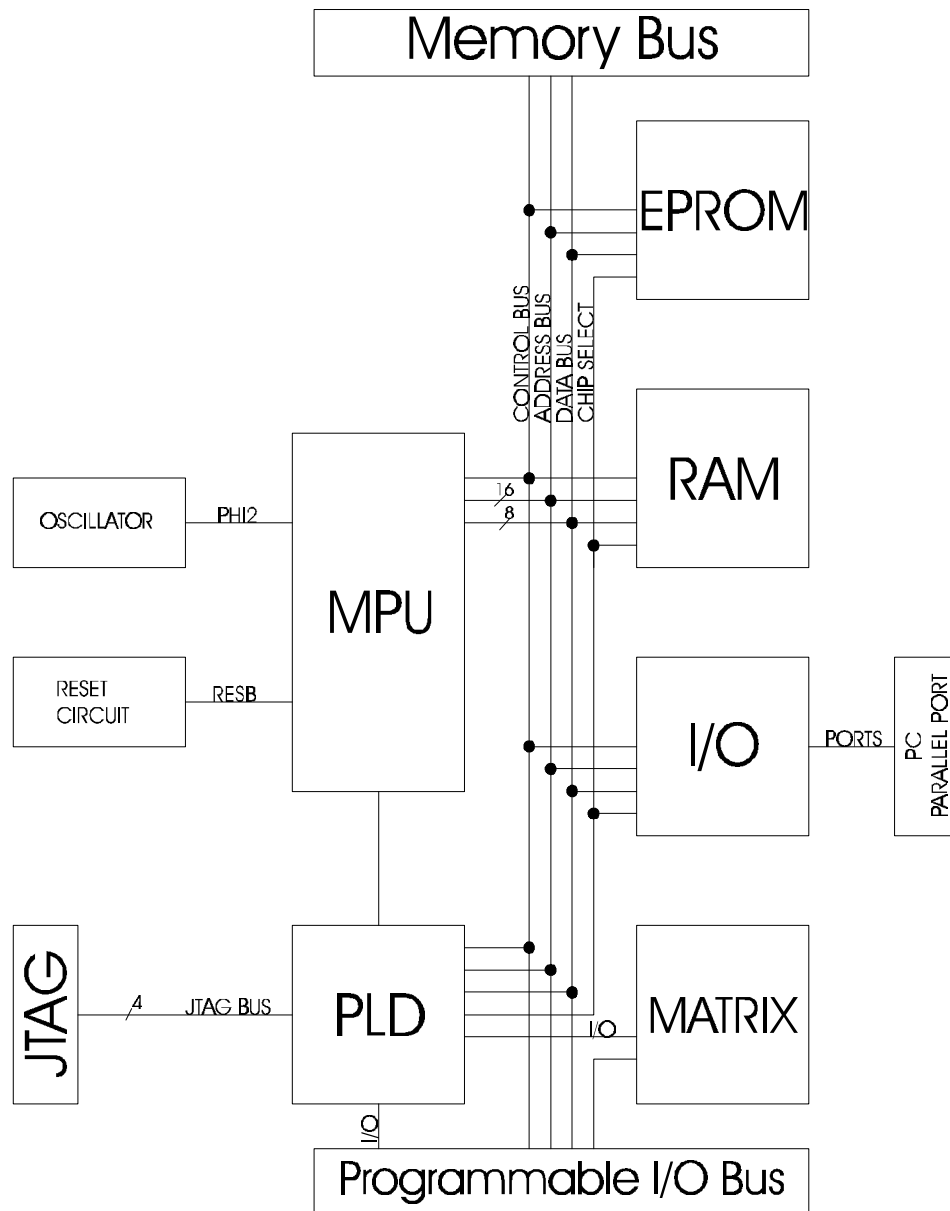 Memory Bus
EPROM
CONTROL BUS
ADDRESS BUS
DATA BUS
CHIP SELECT
RAM
16
8
OSCILLATOR
PHI2
MPU
RESET
CIRCUIT
RESB
I/O
PORTS
PC
PARALLEL PORT
JTAG
4
JTAG BUS
PLD
I/O
MATRIX
I/O
Programmable I/O Bus